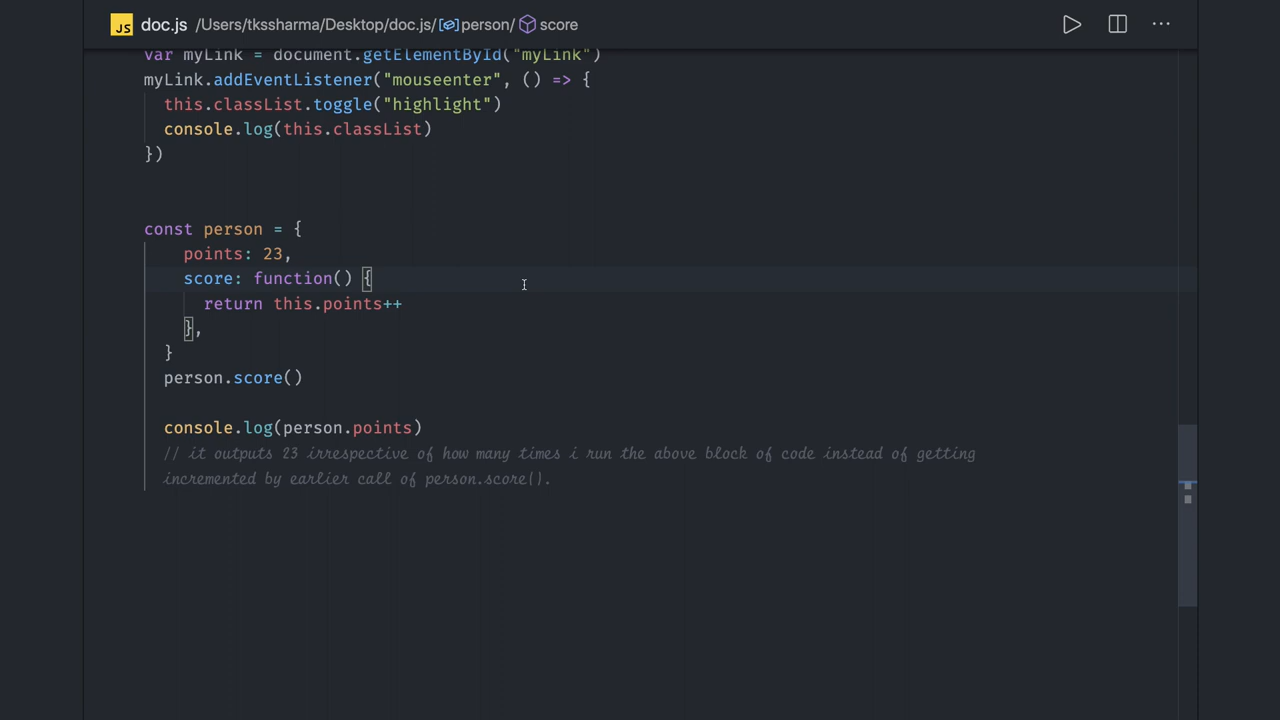 JS doc.js /Users/tkssharma/Desktop/doc.js/person/ score
var myLink = document.getElementById("myLink")
myLink.addEventListener("mouseenter", () => {
this.classList.toggle("highlight")
console.log(this.classList)
})
const person = {
points: 23,
score: function() {
return this.points++
},
}
person.score()
console.log(person.points)
// it outputs 23 irrespective of how many times i run the above block of code instead of getting
incremented by earlier call of person.score().